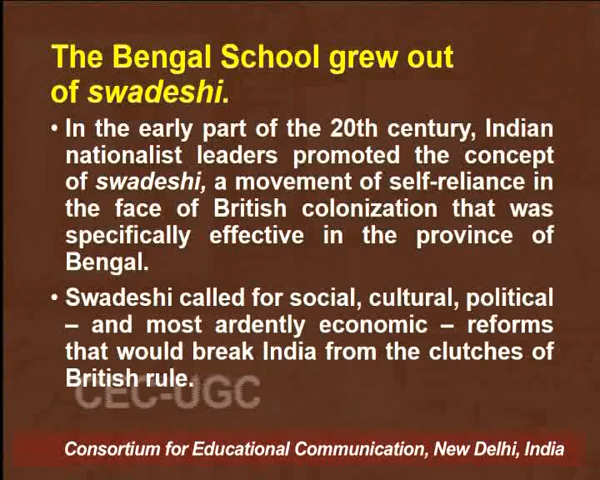 The Bengal School grew out
of swadeshi.
• In the early part of the 20th century, Indian
nationalist leaders promoted the concept
of swadeshi, a movement of self-reliance in
the face of British colonization that was
specifically effective in the province of
Bengal.
• Swadeshi called for social, cultural, political
– and most ardently economic – reforms
that would break India from the clutches of
British rule.
CEC-UGC
Consortium for Educational Communication, New Delhi, India